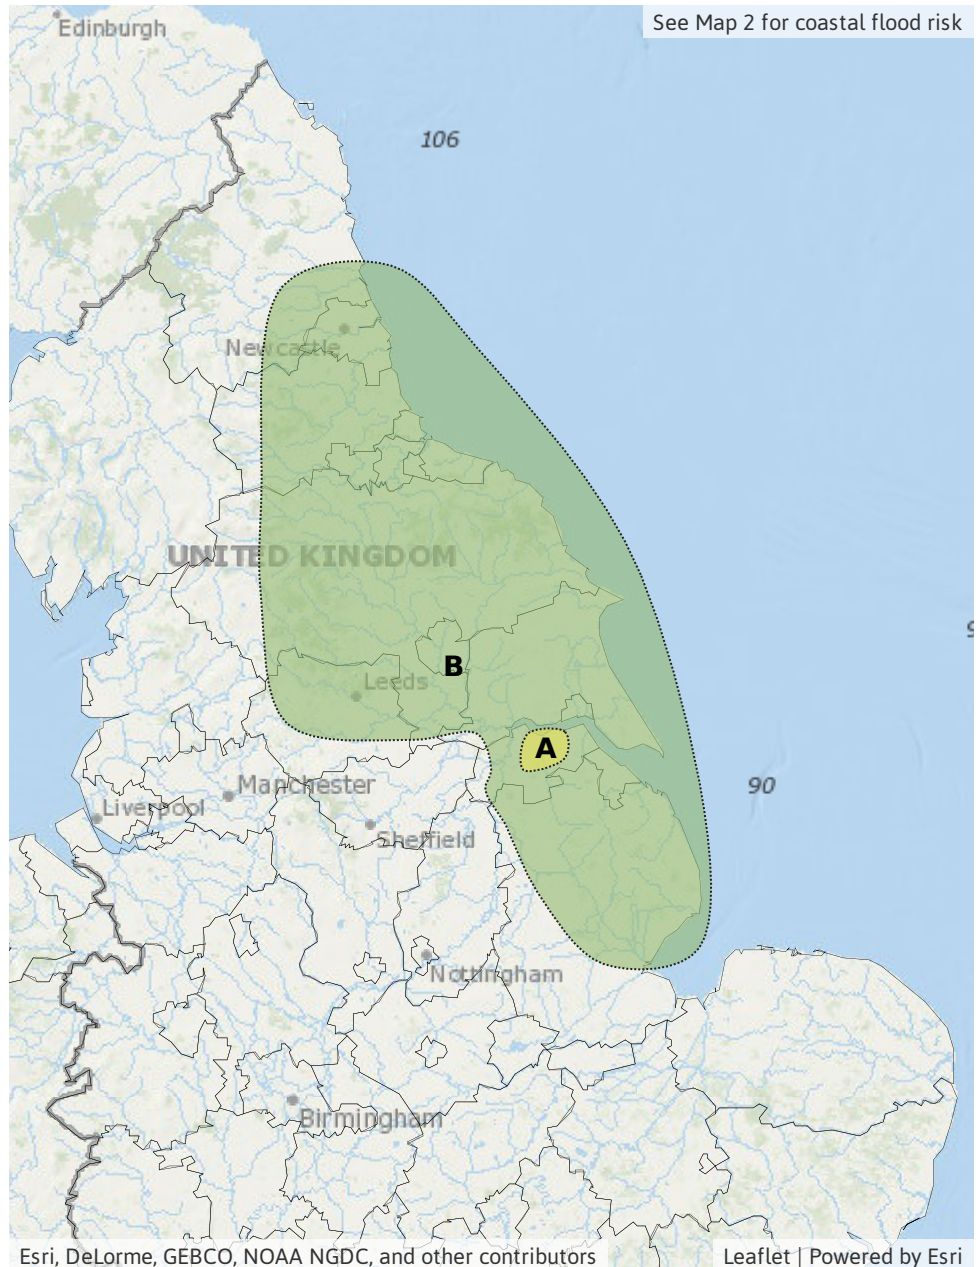 See Map 2 for coastal flood risk
Edinburgh
106
Newcastle
UNITED KINGDOM
9
B
Leeds
A
Manchester
90
Liverpool
Sheffield
Nottingham
Birmingham
Esri, DeLorme, GEBCO, NOAA NGDC, and other contributors
Leaflet | Powered by Esri